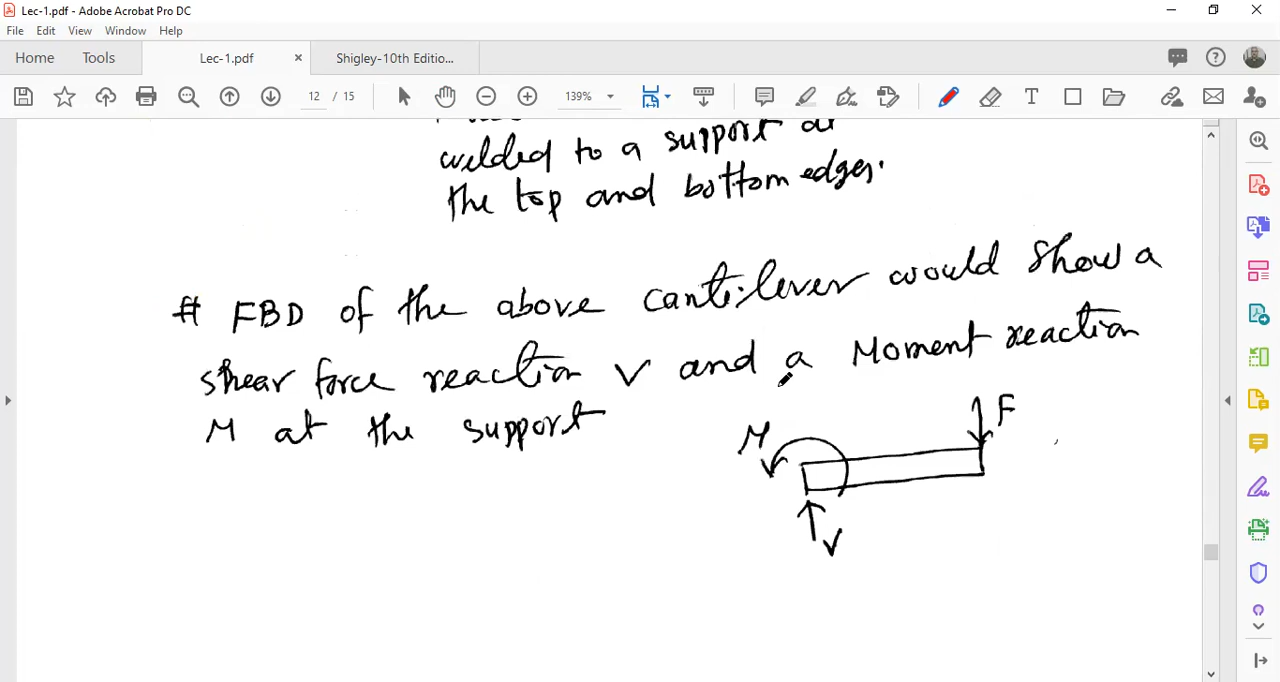 Lec-1.pdf - Adobe Acrobat Pro DC
File Edit View Window Help
Home Tools Lec-1.pdf × Shigley-10th Editio...
12 / 15 139%
welded to a support at
the top and bottom edges.
# FBD of the above cantilever would show a
shear force reaction V and a Moment reaction
M at the support
F
M
V